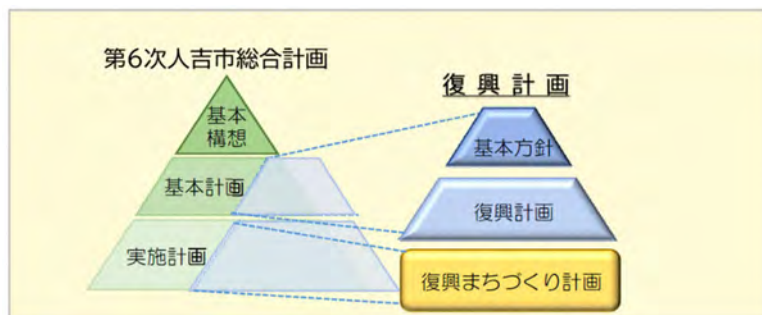 第6次人吉市総合計画
基本
構想
基本計画
実施計画
復興計画
基本方針
復興計画
復興まちづくり計画